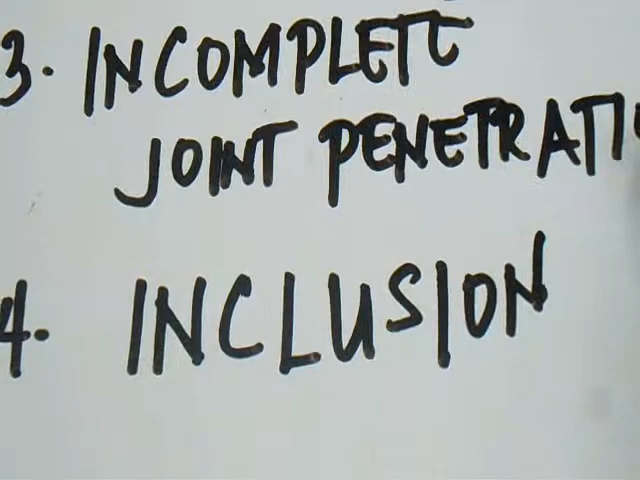 3. INCOMPLETE
JOINT PENETRATI
4. INCLUSION